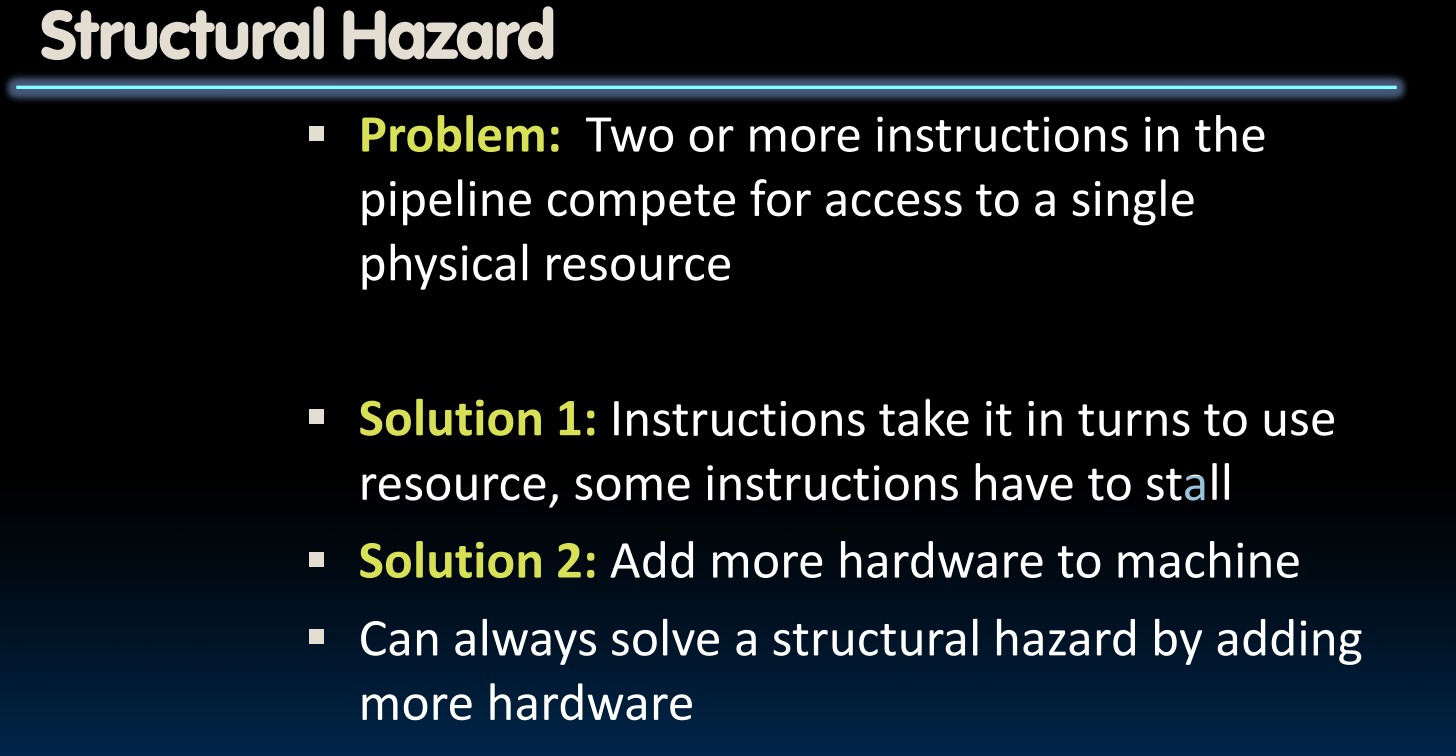 Structural Hazard
▪ Problem: Two or more instructions in the
pipeline compete for access to a single
physical resource
▪ Solution 1: Instructions take it in turns to use
resource, some instructions have to stall
▪ Solution 2: Add more hardware to machine
▪ Can always solve a structural hazard by adding
more hardware